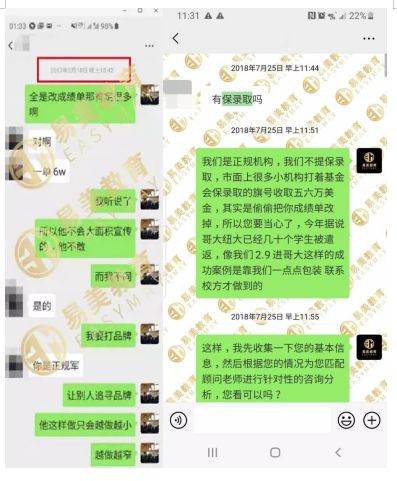 01:33
98%
2017年2月18日 晚上10:42
全是改成绩单那种
啊
对啊
一单 6w
我听说了
所以他不会大面积宣传
的，他不敢
而我不同
是的
我要打品牌
你是正规军
让别人追寻品牌
他这样做只会越做越小
越做越窄
11:31
22%
2018年7月25日 早上11:44
有保录取吗
2018年7月25日 早上11:51
我们是正规机构，我们不提保录
取，市面上很多小机构打着基金
会保录取的旗号收取五六万美
金，其实是偷偷把你成绩单改
掉，所以您要当心了，今年据说
哥大纽大已经几十个学生被遣
返，像我们 2.9 进哥大这样的成
功案例是靠我们一点点包装 联系
校方才做到的
2018年7月25日 早上11:55
这样，我先收集一下您的基本信
息，然后根据您的情况为您匹配
顾问老师进行针对性的咨询分
析，您看可以吗？
易美教育
EASYMAY